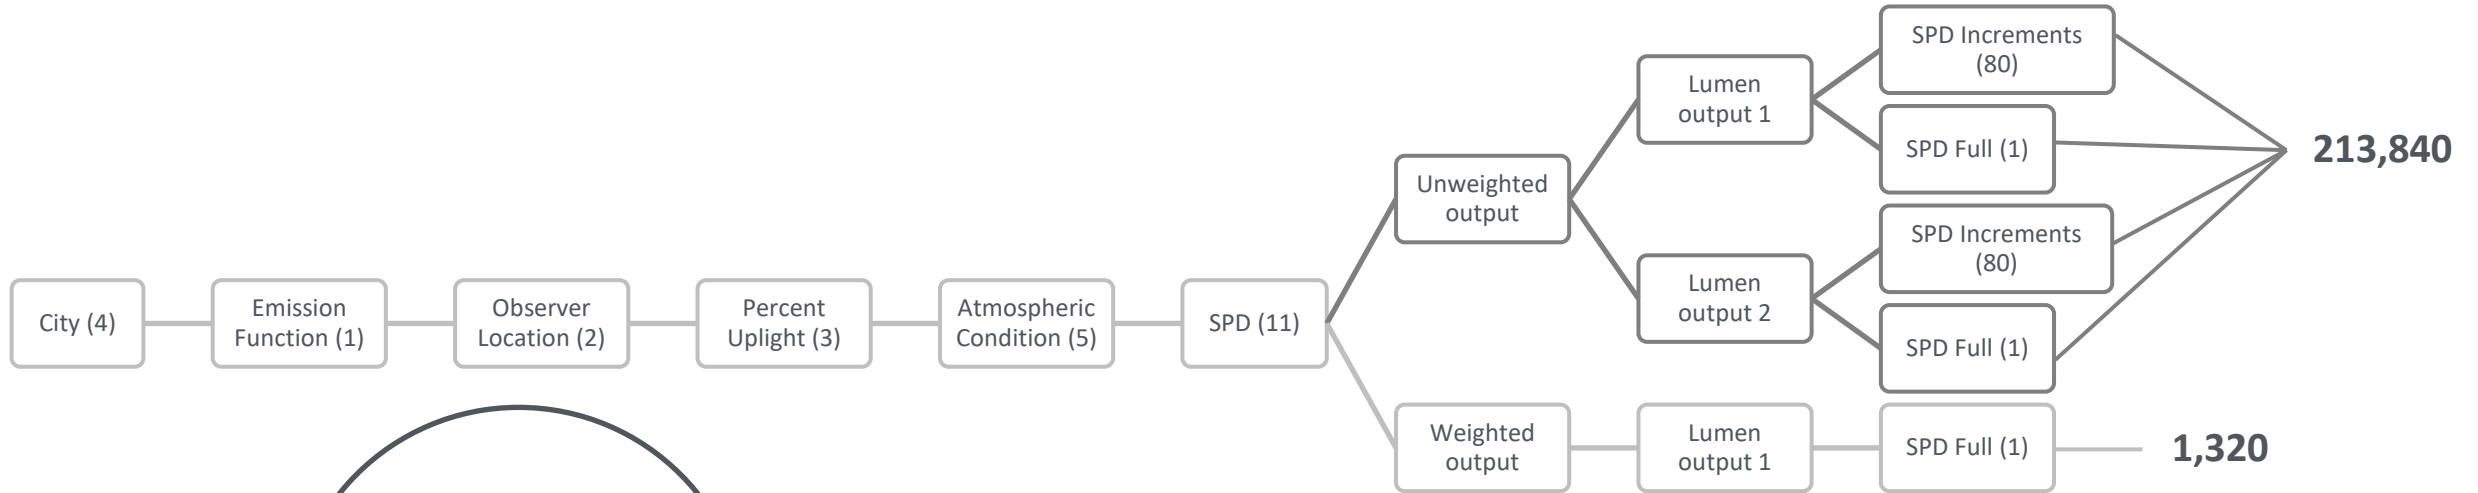 City (4)
Emission
Function (1)
Observer
Location (2)
Percent
Uplight (3)
Atmospheric
Condition (5)
SPD (11)
Unweighted
output
Lumen
output 1
SPD Increments
(80)
SPD Full (1)
Lumen
output 2
SPD Increments
(80)
SPD Full (1)
213,840
Weighted
output
Lumen
output 1
SPD Full (1)
1,320